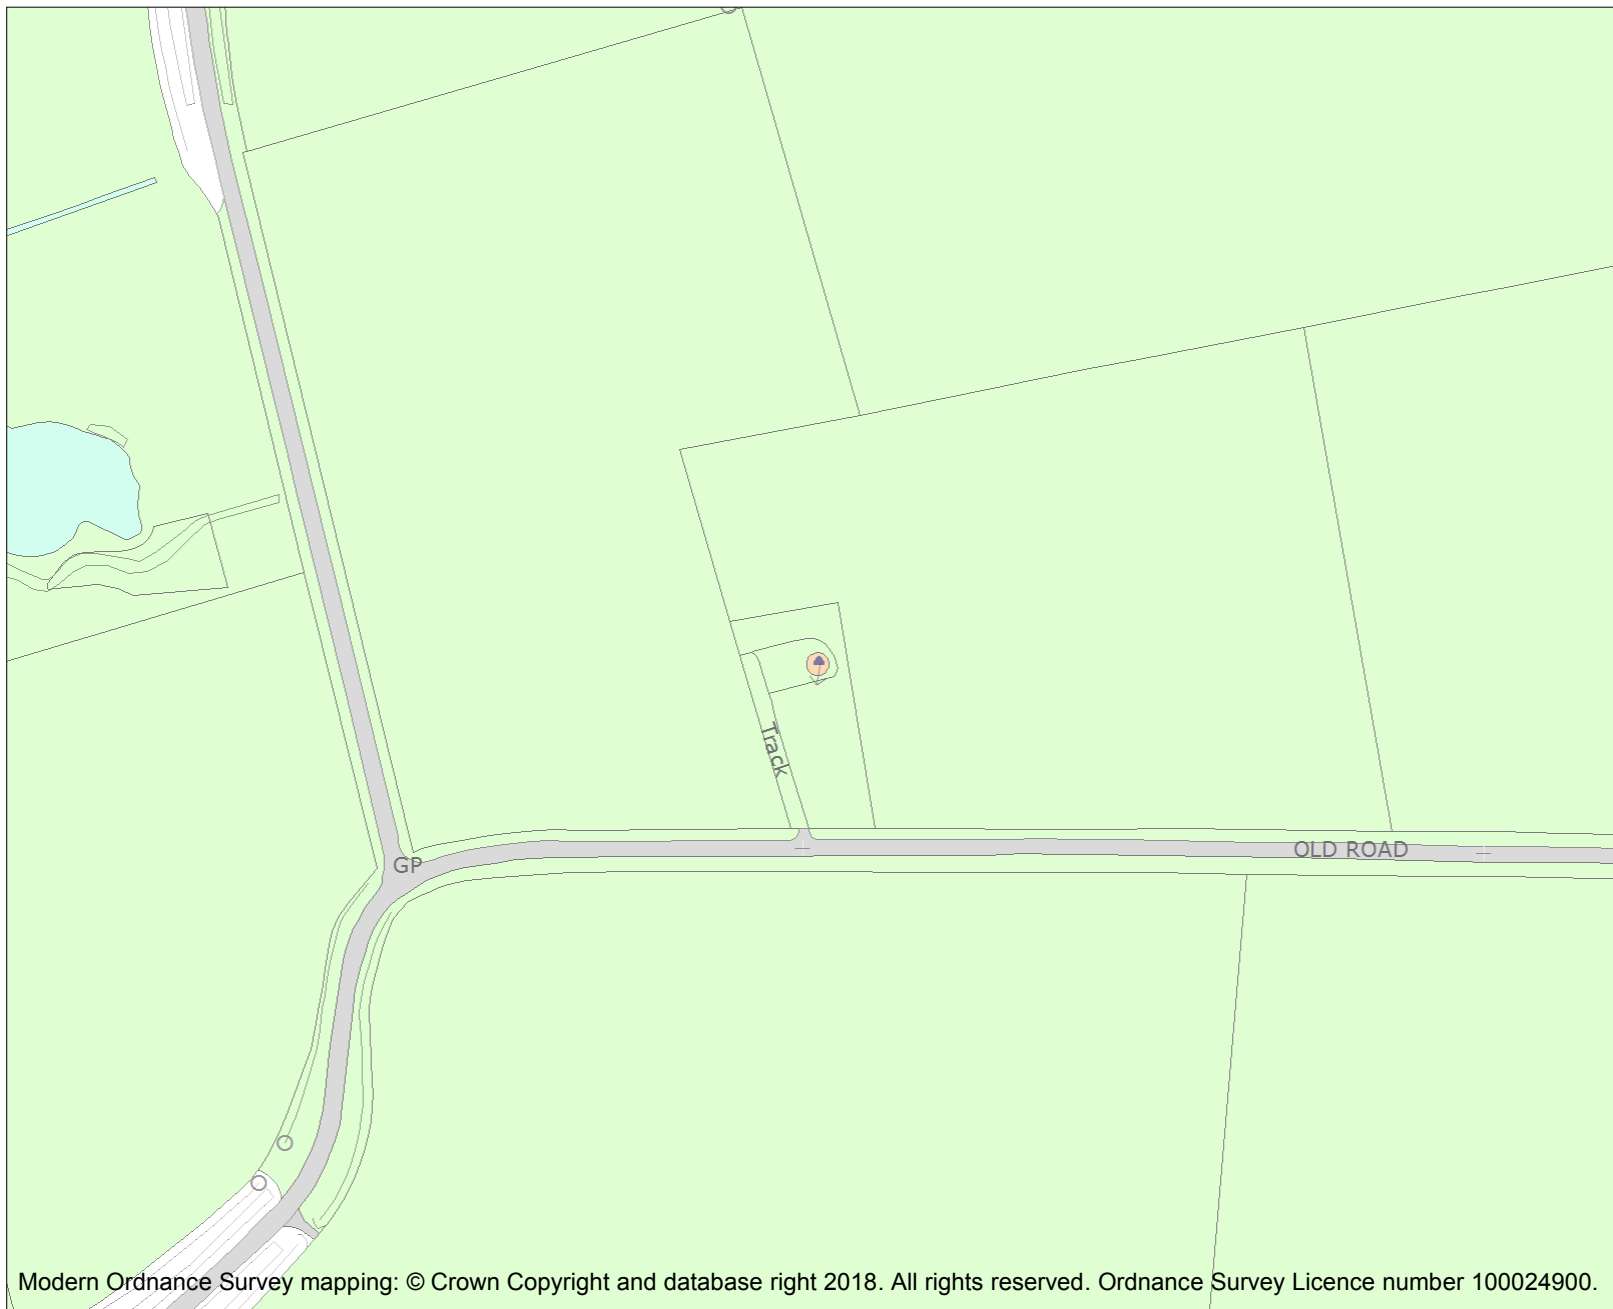 Track
OLD ROAD
GP
Modern Ordnance Survey mapping: © Crown Copyright and database right 2018. All rights reserved. Ordnance Survey Licence number 100024900.